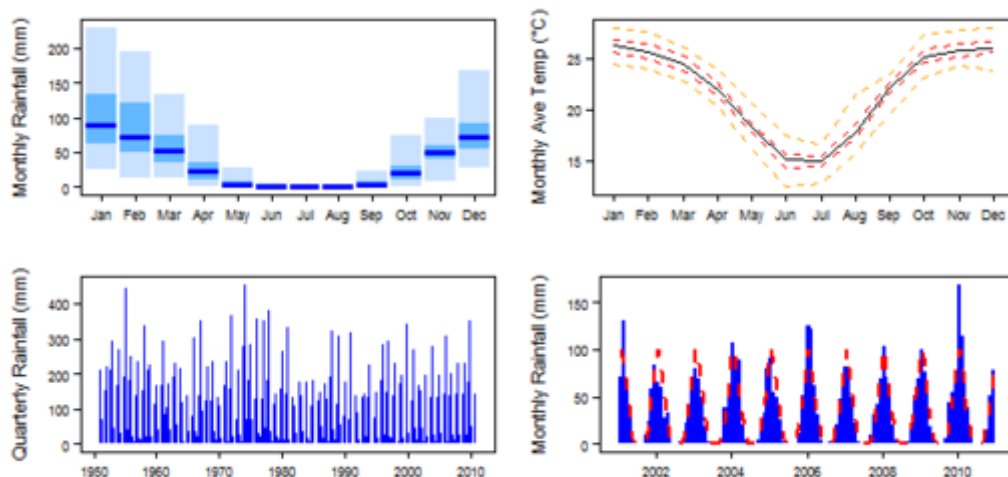 Monthly Rainfall (mm)
200
150
100
50
0
Jan Feb Mar Apr May Jun Jul Aug Sep Oct Nov Dec
Monthly Ave Temp (°C)
25
20
15
Jan Feb Mar Apr May Jun Jul Aug Sep Oct Nov Dec
Quarterly Rainfall (mm)
400
300
200
100
0
1950 1960 1970 1980 1990 2000 2010
Monthly Rainfall (mm)
150
100
50
0
2002 2004 2006 2008 2010